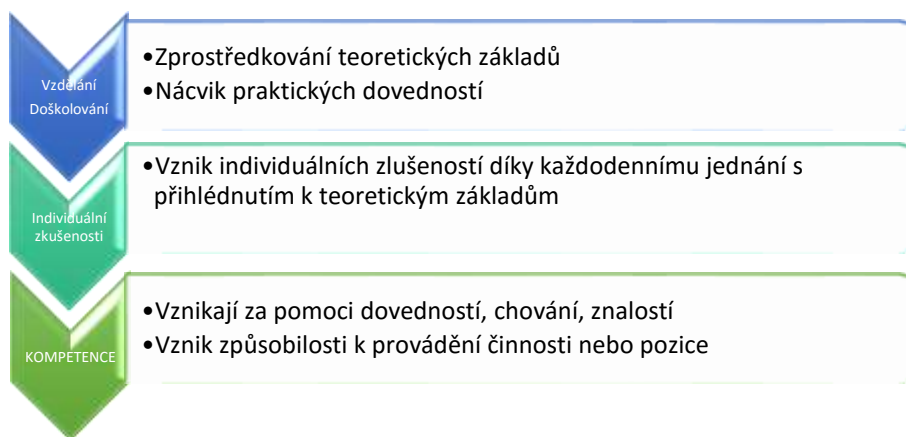 Vzdělání
Doškolování
•Zprostředkování teoretických základů
•Nácvik praktických dovedností
Individuální
zkušenosti
•Vznik individuálních zlušeností díky každodennímu jednání s
přihlédnutím k teoretickým základům
KOMPETENCE
•Vznikají za pomoci dovedností, chování, znalostí
•Vznik způsobilosti k provádění činnosti nebo pozice